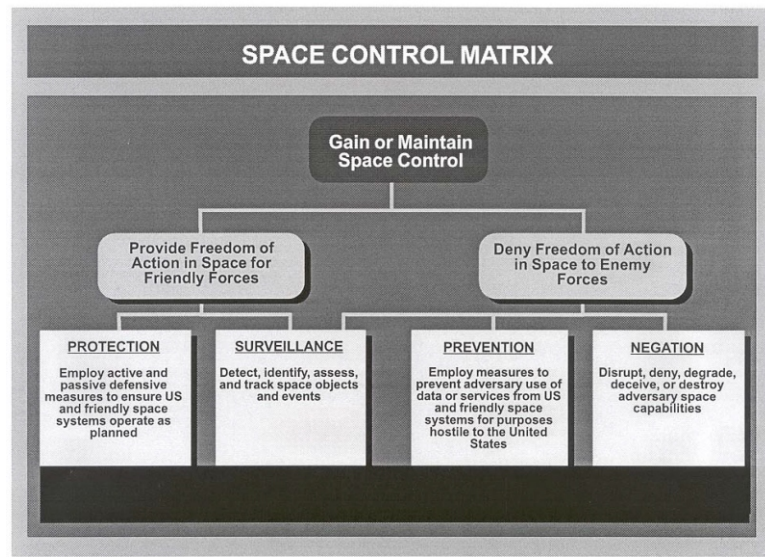 SPACE CONTROL MATRIX
Gain or Maintain
Space Control
Provide Freedom of
Action in Space for
Friendly Forces
Deny Freedom of Action
in Space to Enemy
Forces
PROTECTION
Employ active and
passive defensive
measures to ensure US
and friendly space
systems operate as
planned
SURVEILLANCE
Detect, identify, assess,
and track space objects
and events
PREVENTION
Employ measures to
prevent adversary use of
data or services from US
and friendly space
systems for purposes
hostile to the United
States
NEGATION
Disrupt, deny, degrade,
deceive, or destroy
adversary space
capabilities